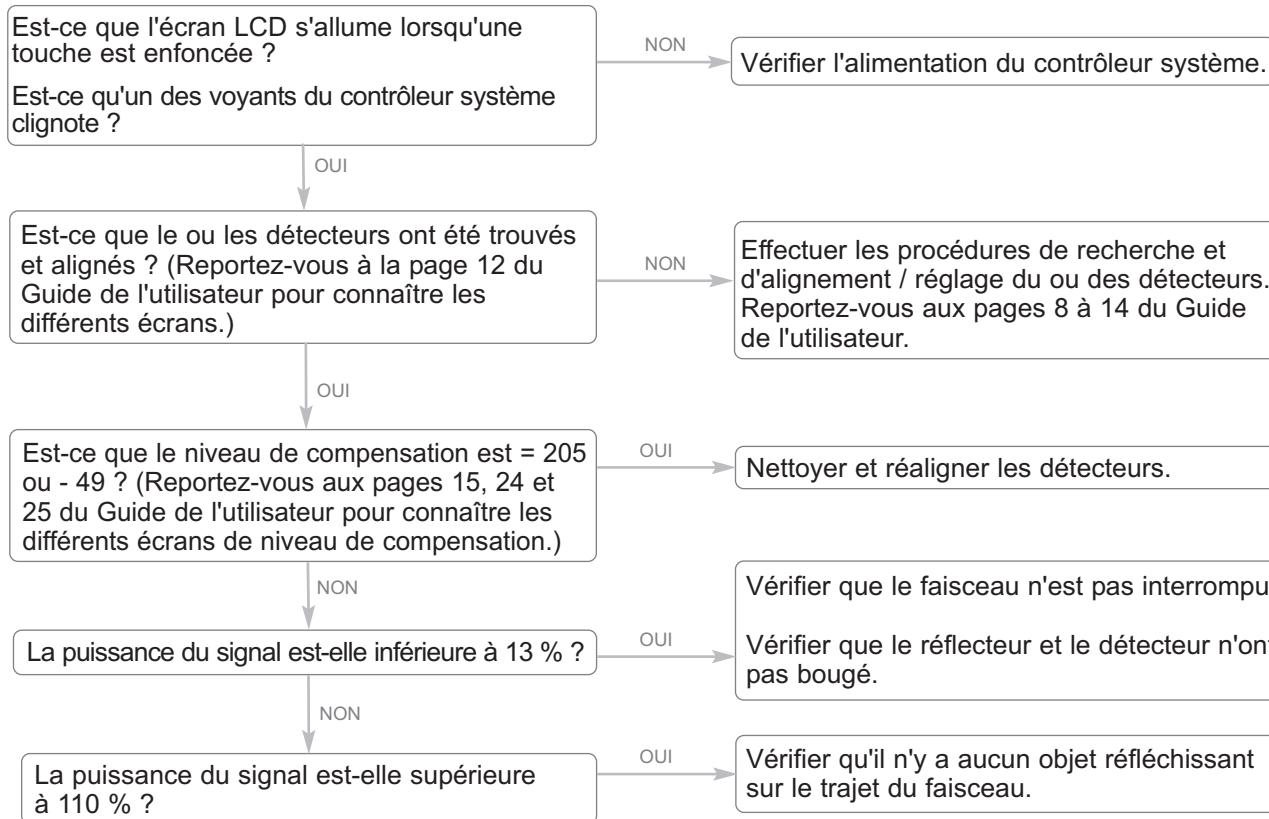 Est-ce que l'écran LCD s'allume lorsqu'une
touche est enfoncée ?
Est-ce qu'un des voyants du contrôleur système
clignote ?
NON
Vérifier l'alimentation du contrôleur système.
OUI
Est-ce que le ou les détecteurs ont été trouvés
et alignés ? (Reportez-vous à la page 12 du
Guide de l'utilisateur pour connaître les
différents écrans.)
NON
Effectuer les procédures de recherche et
d'alignement / réglage du ou des détecteurs.
Reportez-vous aux pages 8 à 14 du Guide
de l'utilisateur.
OUI
Est-ce que le niveau de compensation est = 205
ou - 49 ? (Reportez-vous aux pages 15, 24 et
25 du Guide de l'utilisateur pour connaître les
différents écrans de niveau de compensation.)
OUI
Nettoyer et réaligner les détecteurs.
NON
La puissance du signal est-elle inférieure à 13 % ?
OUI
Vérifier que le faisceau n'est pas interrompu
Vérifier que le réflecteur et le détecteur n'ont
pas bougé.
NON
La puissance du signal est-elle supérieure
à 110 % ?
OUI
Vérifier qu'il n'y a aucun objet réfléchissant
sur le trajet du faisceau.